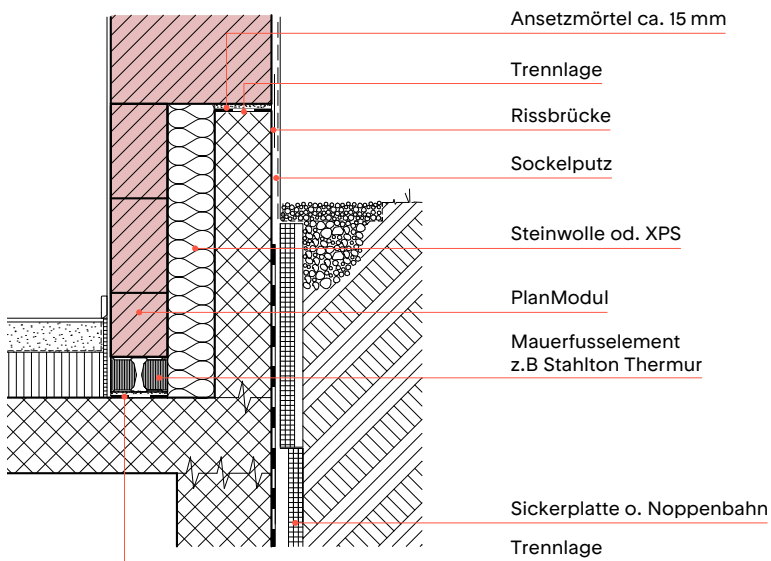 Ansetzmörtel ca. 15 mm
Trennlage
Rissbrücke
Sockelputz
Steinwolle od. XPS
PlanModul
Mauerfusselement
z.B Stahlton Thermur
Sickerplatte o. Noppenbahn
Trennlage